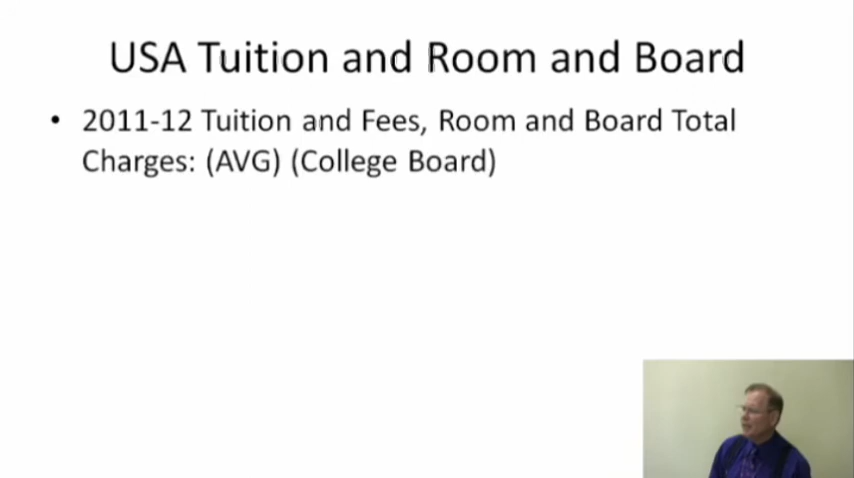 USA Tuition and Room and Board
• 2011-12 Tuition and Fees, Room and Board Total
Charges: (AVG) (College Board)